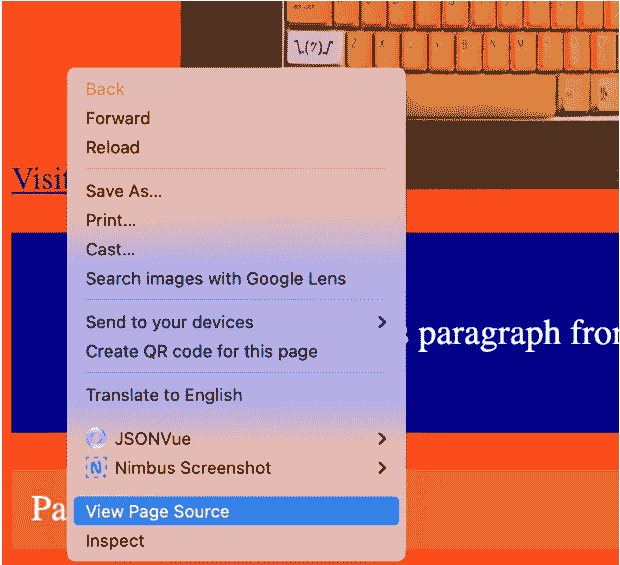 \_(ツ)_/
Back
Forward
Reload
Visit
Save As...
Print...
Cast...
Search images with Google Lens
Send to your devices
s paragraph from
Create QR code for this page
Translate to English
JSONVue
Nimbus Screenshot
Pa
View Page Source
Inspect